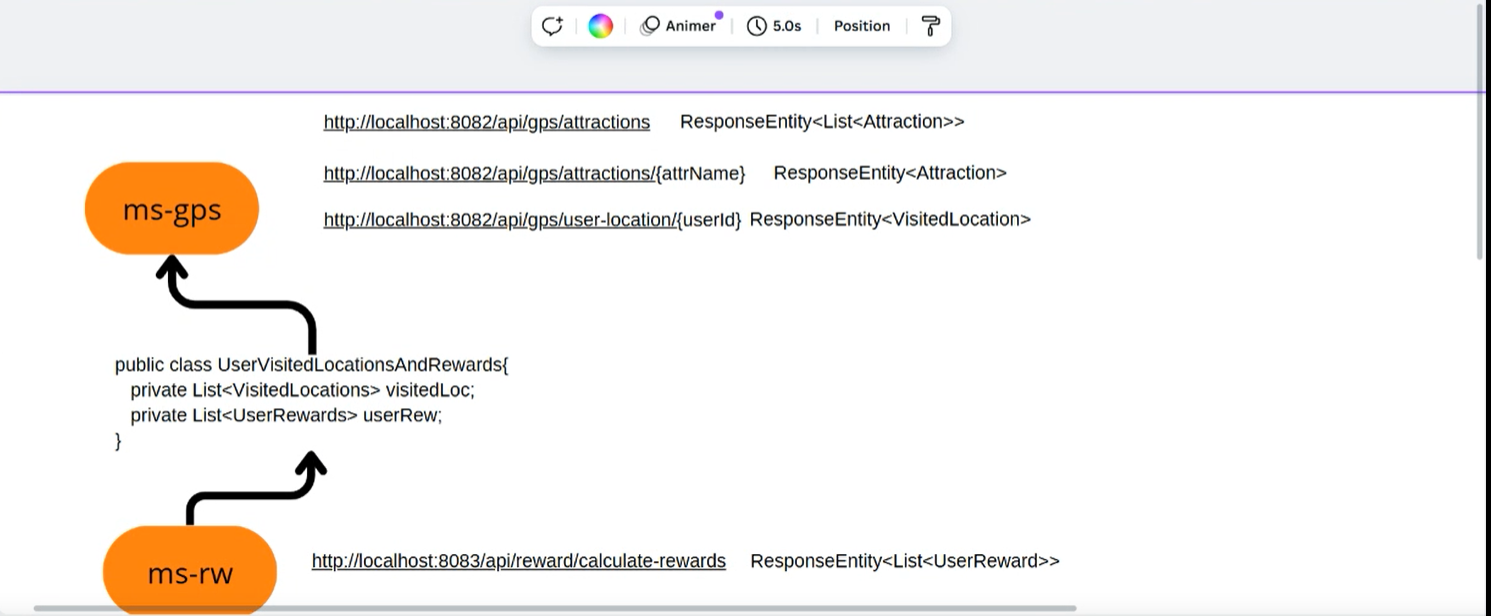 Animer
5.0s
Position
http://localhost:8082/api/gps/attractions ResponseEntity<List<Attraction>>
http://localhost:8082/api/gps/attractions/{attrName} ResponseEntity<Attraction>
ms-gps
http://localhost:8082/api/gps/user-location/{userId} ResponseEntity<VisitedLocation>
public class UserVisitedLocationsAndRewards{
private List<VisitedLocations> visitedLoc;
private List<UserRewards> userRew;
}
ms-rw
http://localhost:8083/api/reward/calculate-rewards ResponseEntity<List<UserReward>>